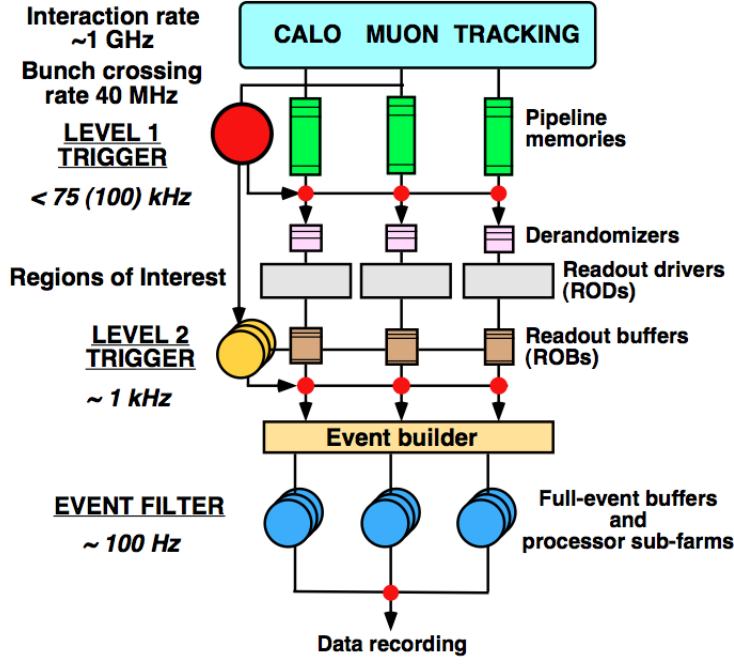 Interaction rate
~1 GHz
CALO MUON TRACKING
Bunch crossing
rate 40 MHz
LEVEL 1
TRIGGER
< 75 (100) kHz
Pipeline
memories
Derandomizers
Regions of Interest
Readout drivers
(RODs)
LEVEL 2
TRIGGER
~ 1 kHz
Readout buffers
(ROBs)
Event builder
EVENT FILTER
~ 100 Hz
Full-event buffers
and
processor sub-farms
Data recording